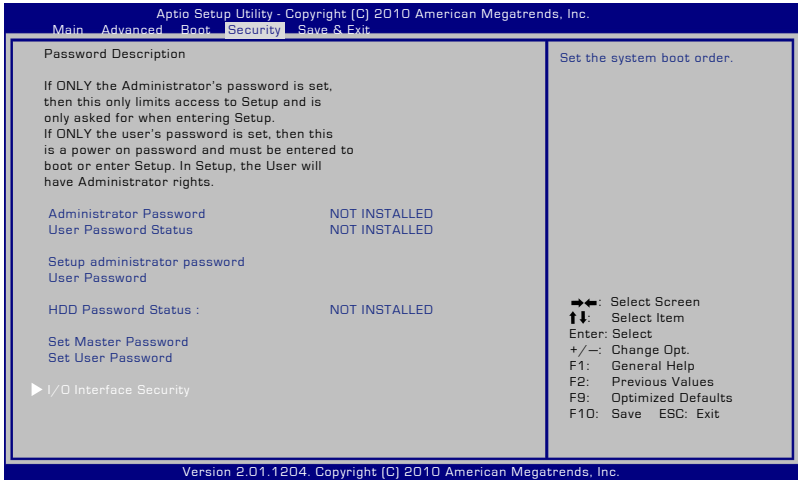 Aptio Setup Utility - Copyright (C) 2010 American Megatrends, Inc.
Main Advanced Boot Security Save & Exit
Password Description
If ONLY the Administrator's password is set,
then this only limits access to Setup and is
only asked for when entering Setup.
If ONLY the user's password is set, then this
is a power on password and must be entered to
boot or enter Setup. In Setup, the User will
have Administrator rights.
Administrator Password NOT INSTALLED
User Password Status NOT INSTALLED
Setup administrator password
User Password
HDD Password Status : NOT INSTALLED
Set Master Password
Set User Password
I/O Interface Security
Set the system boot order.
→←: Select Screen
↑↓: Select Item
Enter: Select
+/—: Change Opt.
F1: General Help
F2: Previous Values
F9: Optimized Defaults
F10: Save ESC: Exit
Version 2.01.1204. Copyright (C) 2010 American Megatrends, Inc.